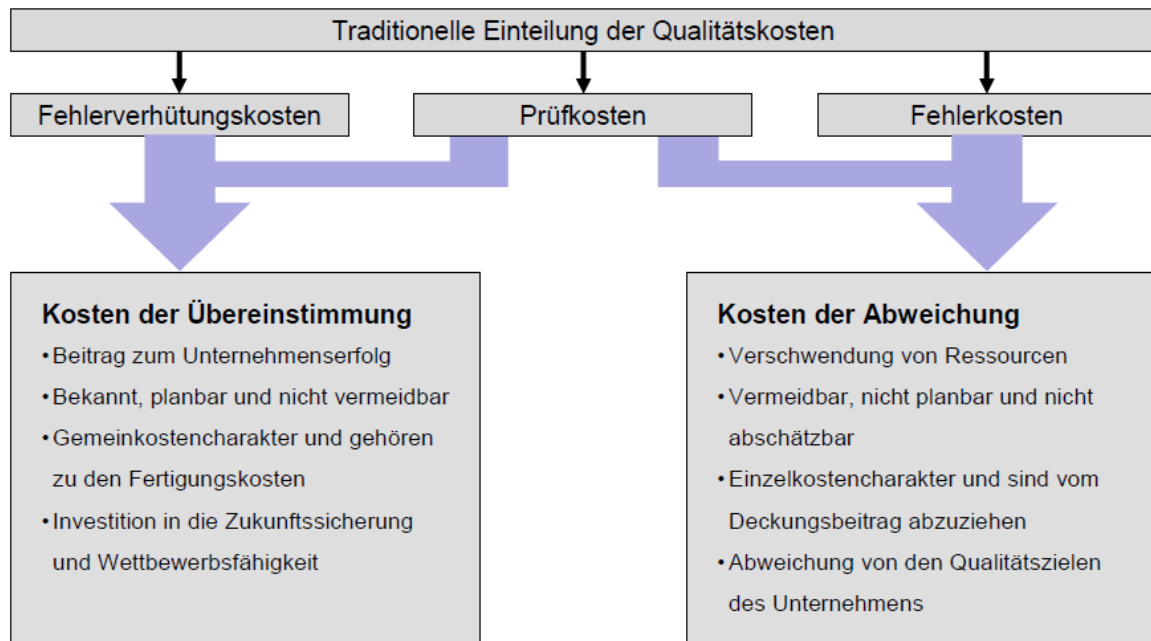 Traditionelle Einteilung der Qualitätskosten
Fehlerverhütungskosten
Prüfkosten
Fehlerkosten
Kosten der Übereinstimmung
• Beitrag zum Unternehmenserfolg
• Bekannt, planbar und nicht vermeidbar
• Gemeinkostencharakter und gehören
zu den Fertigungskosten
• Investition in die Zukunftssicherung
und Wettbewerbsfähigkeit
Kosten der Abweichung
• Verschwendung von Ressourcen
• Vermeidbar, nicht planbar und nicht
abschätzbar
• Einzelkostencharakter und sind vom
Deckungsbeitrag abzuziehen
• Abweichung von den Qualitätszielen
des Unternehmens